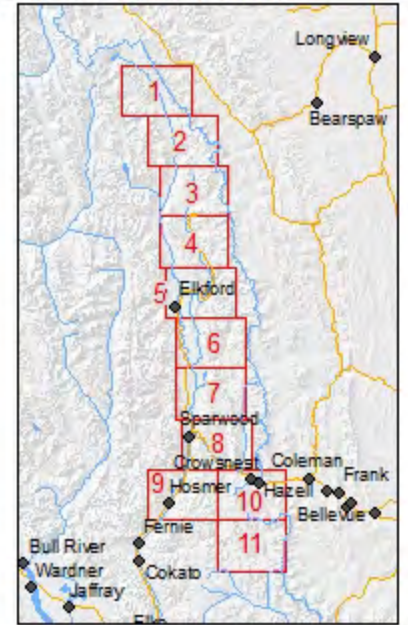 Longview
1
Bearspaw
2
3
4
5
Elkford
6
7
Sparwood
8
Crowsnest
Coleman
9
Hosmer
10
Hazell
Frank
Bellevue
Fernie
11
Bull River
Wardner
Cokato
Jaffray